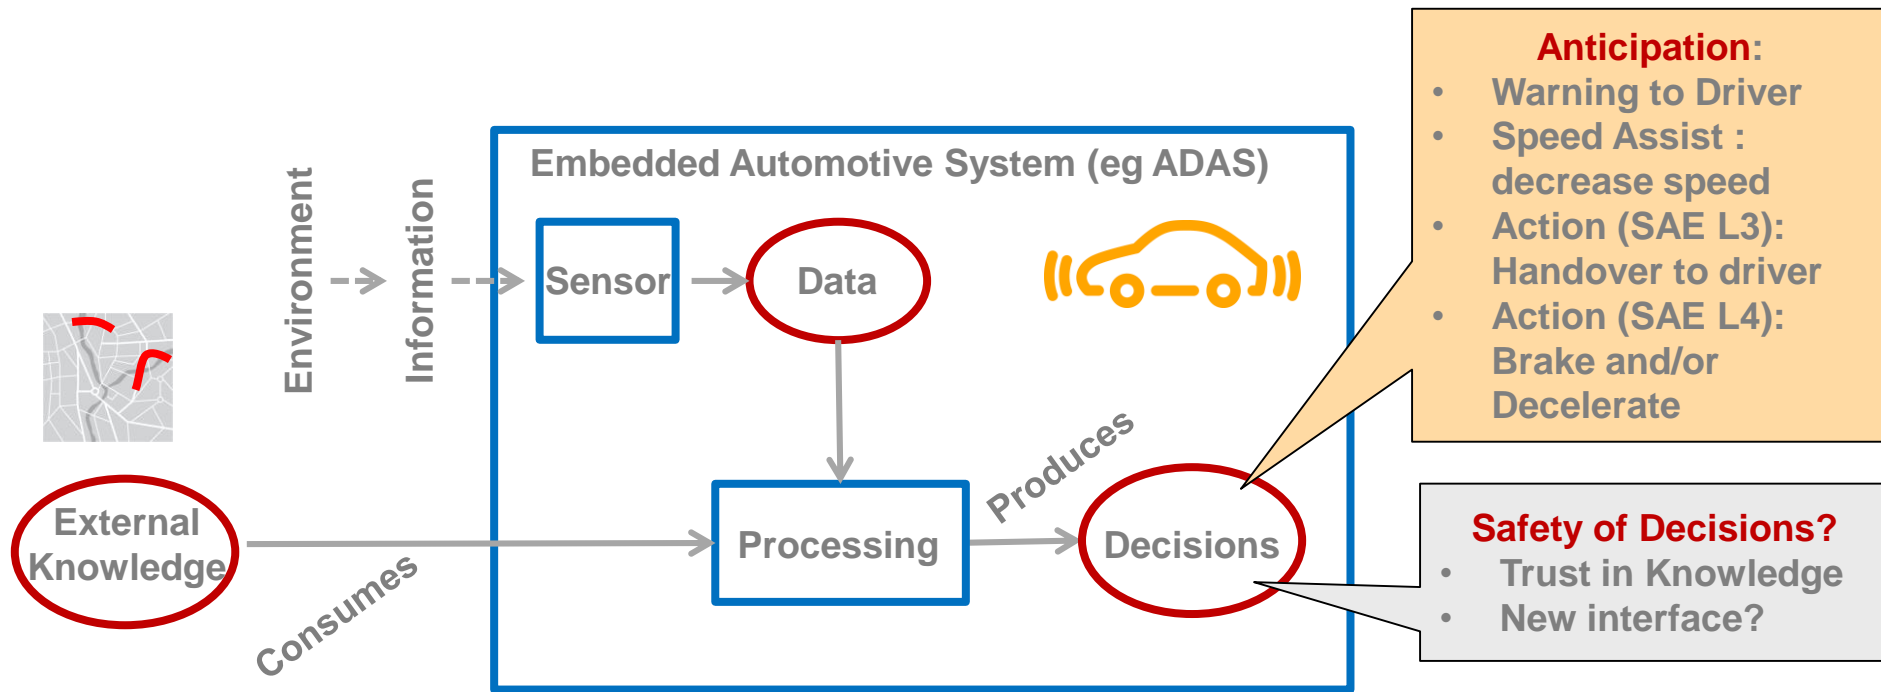 Environment
Information
Embedded Automotive System (eg ADAS)
Sensor
Data
External
Knowledge
Consumes
Processing
Produces
Decisions
Anticipation:
• Warning to Driver
• Speed Assist :
decrease speed
• Action (SAE L3):
Handover to driver
• Action (SAE L4):
Brake and/or
Decelerate
Safety of Decisions?
• Trust in Knowledge
• New interface?